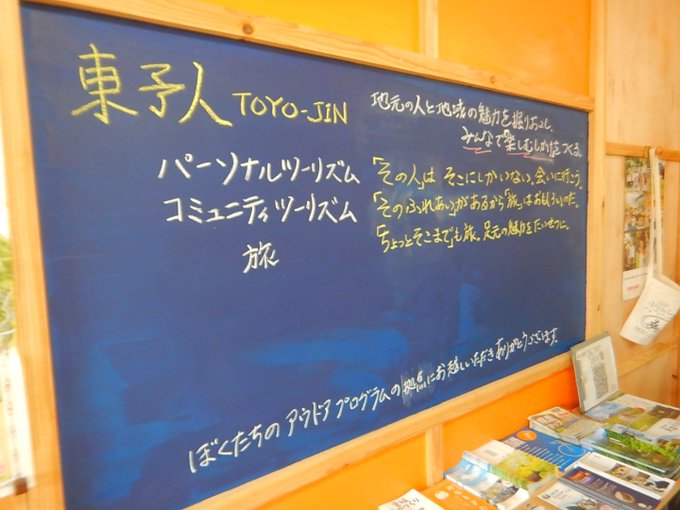 東予人 TOYO-JIN
地元の人と地域の魅力を掘りおこし、
みんなで楽しむしかけをつくる。
パーソナルツーリズム 「その人」は そこにしかいない、会いに行こう。
コミュニティツーリズム 「そのふれあい」があるから「旅」はおもしろいのだ。
旅 「ちょっとそこまで」も旅。足元の魅力をたいせつに。
ぼくたちの アウトドアプログラムの拠点にお越しいただきありがとうございます。